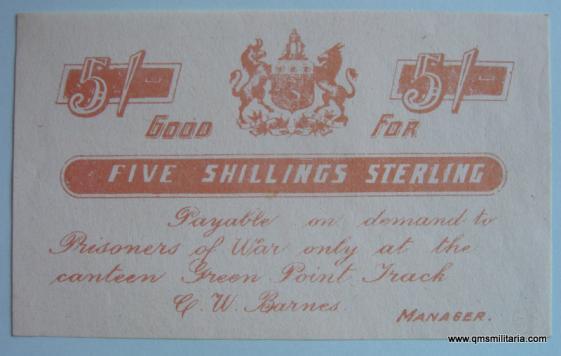 5/- 5/-
GOOD FOR
FIVE SHILLINGS STERLING
Payable on demand to
Prisoners of War only at the
canteen Green Point Track
C. W. Barnes.
MANAGER.
www.qmsmilitaria.com